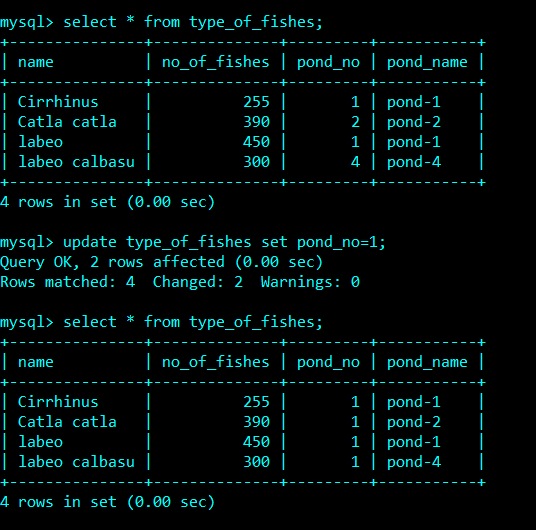 mysql> select * from type_of_fishes;
+---------------+--------------+---------+-----------+
| name          | no_of_fishes | pond_no | pond_name |
+---------------+--------------+---------+-----------+
| Cirrhinus     |          255 |       1 | pond-1    |
| Catla catla   |          390 |       2 | pond-2    |
| labeo         |          450 |       1 | pond-1    |
| labeo calbasu |          300 |       4 | pond-4    |
+---------------+--------------+---------+-----------+
4 rows in set (0.00 sec)
mysql> update type_of_fishes set pond_no=1;
Query OK, 2 rows affected (0.00 sec)
Rows matched: 4  Changed: 2  Warnings: 0
mysql> select * from type_of_fishes;
+---------------+--------------+---------+-----------+
| name          | no_of_fishes | pond_no | pond_name |
+---------------+--------------+---------+-----------+
| Cirrhinus     |          255 |       1 | pond-1    |
| Catla catla   |          390 |       1 | pond-2    |
| labeo         |          450 |       1 | pond-1    |
| labeo calbasu |          300 |       1 | pond-4    |
+---------------+--------------+---------+-----------+
4 rows in set (0.00 sec)